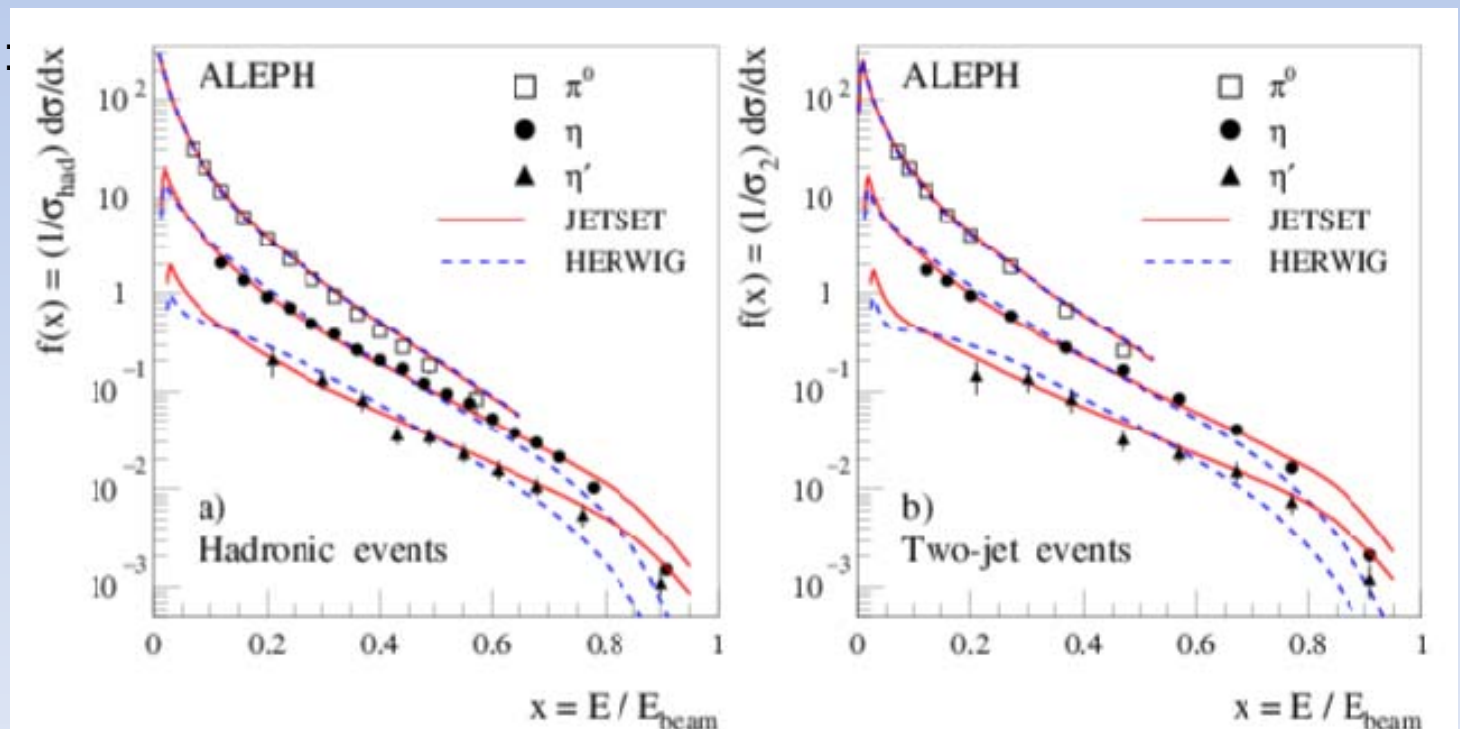 ALEPH
π⁰
η
η′
JETSET
HERWIG
f(x) = (1/σ_had) dσ/dx
10²
10
1
10⁻¹
10⁻²
10⁻³
a)
Hadronic events
0 0.2 0.4 0.6 0.8 1
x = E / E_beam
ALEPH
π⁰
η
η′
JETSET
HERWIG
f(x) = (1/σ₂) dσ/dx
10²
10
1
10⁻¹
10⁻²
10⁻³
b)
Two-jet events
0 0.2 0.4 0.6 0.8 1
x = E / E_beam